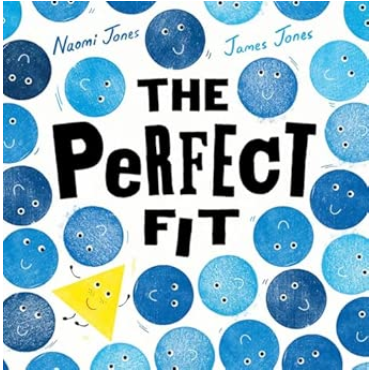 Naomi Jones James Jones
THE
PeRFECT
FIT